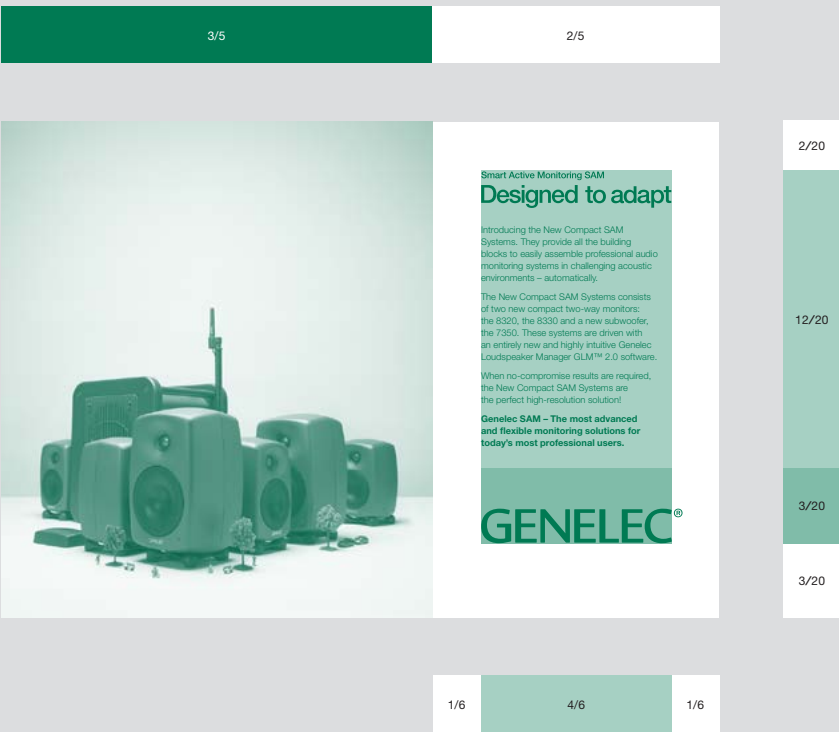 3/5
2/5
2/20
Smart Active Monitoring SAM
Designed to adapt
Introducing the New Compact SAM
Systems. They provide all the building
blocks to easily assemble professional audio
monitoring systems in challenging acoustic
environments – automatically.
The New Compact SAM Systems consists
of two new compact two-way monitors:
the 8320, the 8330 and a new subwoofer,
the 7350. These systems are driven with
an entirely new and highly intuitive Genelec
Loudspeaker Manager GLM™ 2.0 software.
When no-compromise results are required,
the New Compact SAM Systems are
the perfect high-resolution solution!
Genelec SAM – The most advanced
and flexible monitoring solutions for
today's most professional users.
GENELEC®
12/20
3/20
3/20
1/6
4/6
1/6